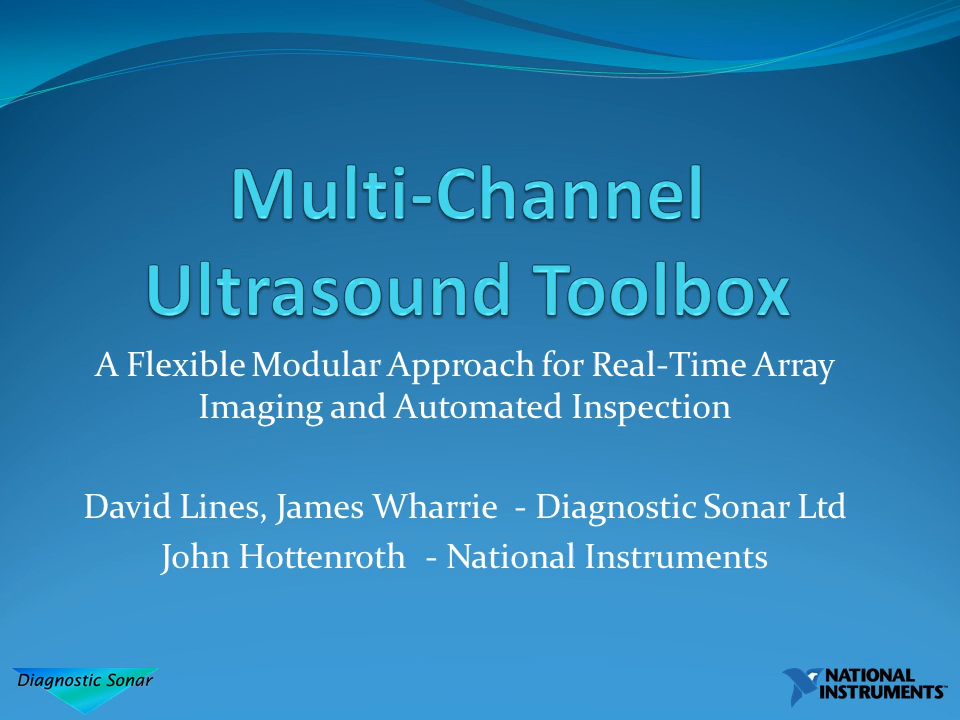 Multi-Channel
Ultrasound Toolbox
A Flexible Modular Approach for Real-Time Array
Imaging and Automated Inspection
David Lines, James Wharrie - Diagnostic Sonar Ltd
John Hottenroth - National Instruments
Diagnostic Sonar
NATIONAL
INSTRUMENTS™